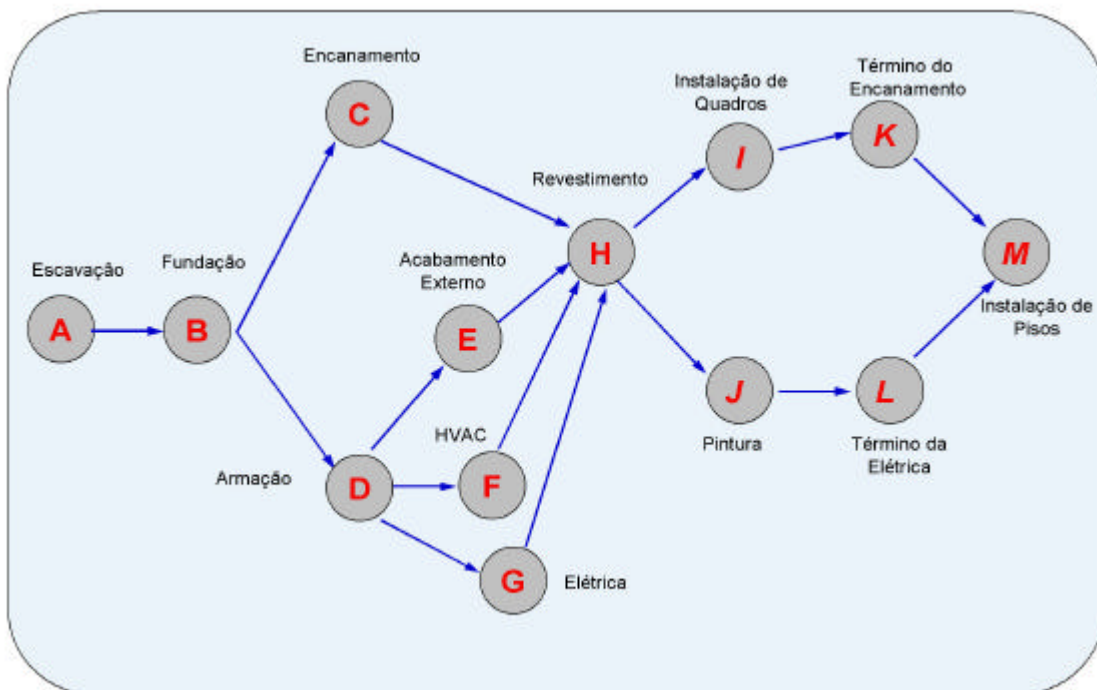 Encanamento
C
Instalação de
Quadros
I
Término do
Encanamento
K
Revestimento
H
Escavação
A
Fundação
B
Acabamento
Externo
E
M
Instalação de
Pisos
J
Pintura
L
Término da
Elétrica
HVAC
F
Armação
D
G
Elétrica